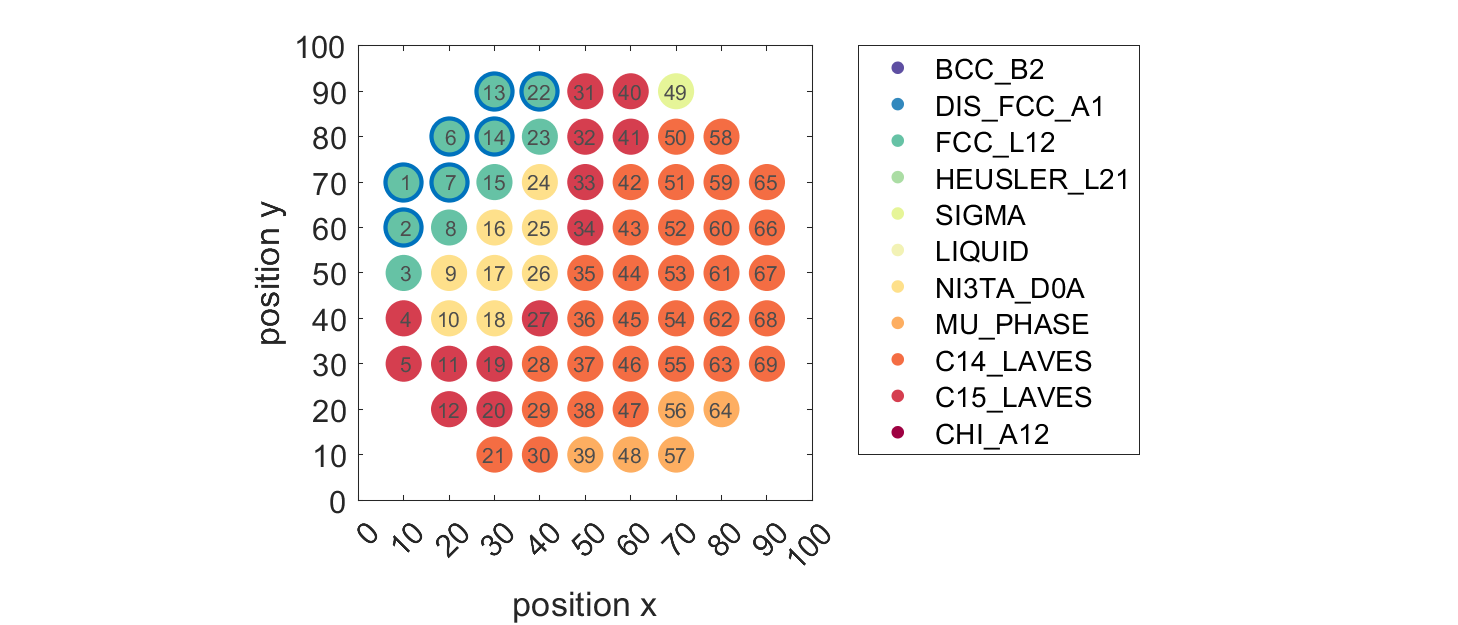 100
90
80
70
60
50
40
30
20
10
0
13 22 31 40 49
6 14 23 32 41 50 58
1 7 15 24 33 42 51 59 65
2 8 16 25 34 43 52 60 66
3 9 17 26 35 44 53 61 67
4 10 18 27 36 45 54 62 68
5 11 19 28 37 46 55 63 69
12 20 29 38 47 56 64
21 30 39 48 57
0 10 20 30 40 50 60 70 80 90 100
position x
position y
BCC_B2
DIS_FCC_A1
FCC_L12
HEUSLER_L21
SIGMA
LIQUID
NI3TA_D0A
MU_PHASE
C14_LAVES
C15_LAVES
CHI_A12